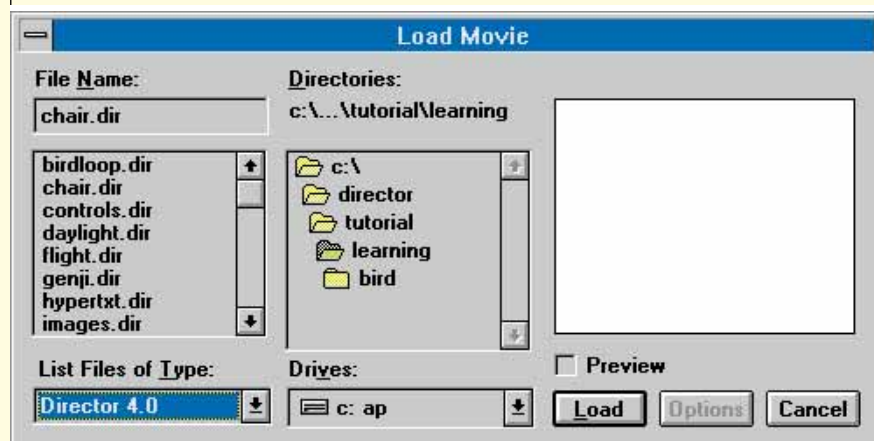 Load Movie
File Name:
chair.dir
birdloop.dir
chair.dir
controls.dir
daylight.dir
flight.dir
genji.dir
hypertxt.dir
images.dir
List Files of Type:
Director 4.0
Directories:
c:\...\tutorial\learning
c:\
director
tutorial
learning
bird
Drives:
c: ap
Preview
Load
Options
Cancel